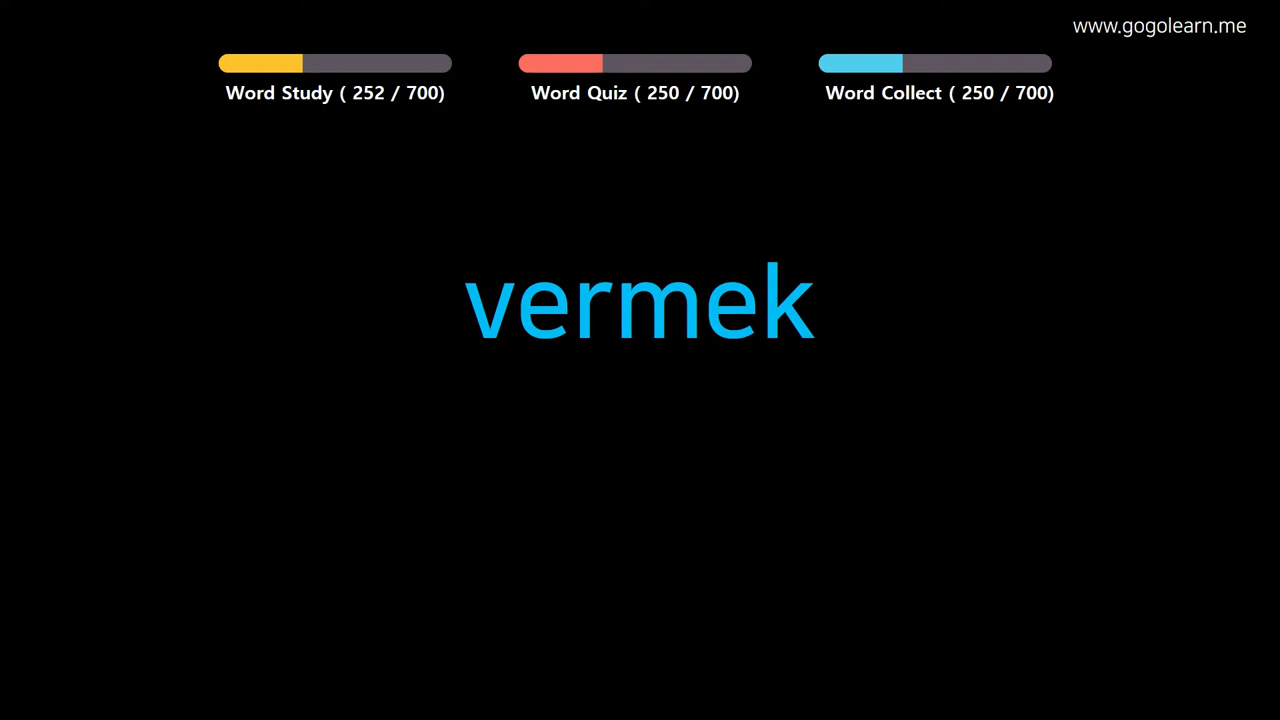 www.gogolearn.me
Word Study ( 252 / 700)
Word Quiz ( 250 / 700)
Word Collect ( 250 / 700)
vermek